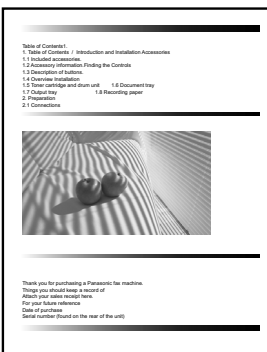 Table of Contents1.
1. Table of Contents / Introduction and Installation Accessories
1.1 Included accessories.
1.2 Accessory information Finding the Controls
1.3 Description of buttons.
1.4 Overview Installation
1.5 Toner cartridge and drum unit 1.6 Document tray
1.7 Output tray 1.8 Recording paper
2. Preparation
2.1 Connections
Thank you for purchasing a Panasonic fax machine.
Things you should keep a record of
Attach your sales receipt here.
For your future reference
Date of purchase
Serial number (found on the rear of the unit)